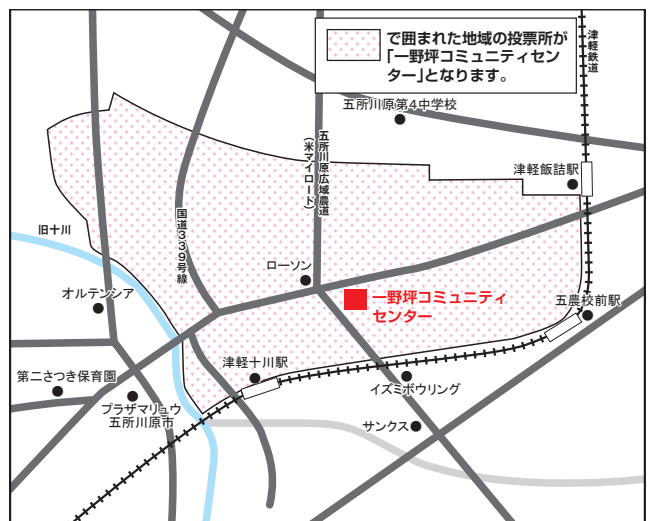 で囲まれた地域の投票所が
「一野坪コミュニティセン
ター」となります。
津軽鉄道
五所川原第4中学校
五所川原広域農道
(米マイロード)
津軽飯詰駅
国道339号線
旧十川
ローソン
オルテンシア
一野坪コミュニティ
センター
五農校前駅
津軽十川駅
第二さつき保育園
イズミボウリング
プラザマリュウ
五所川原市
サンクス